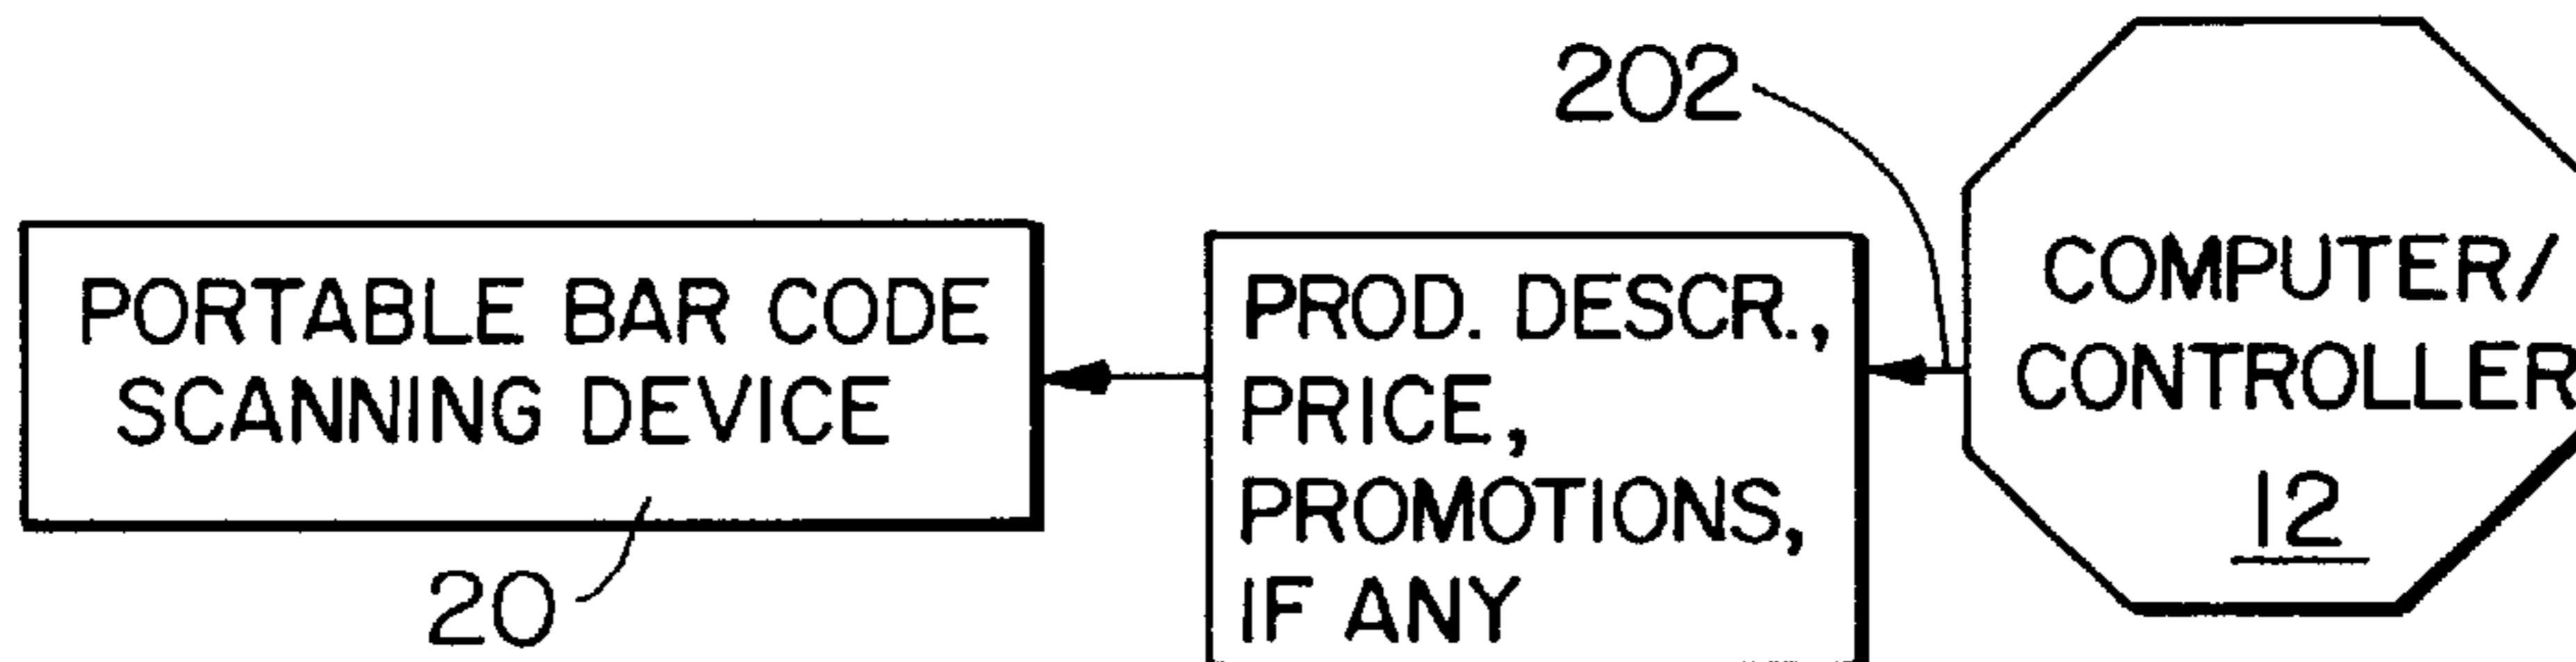 202
PORTABLE BAR CODE
SCANNING DEVICE
20
PROD. DESCR.,
PRICE,
PROMOTIONS,
IF ANY
COMPUTER/
CONTROLLER
12